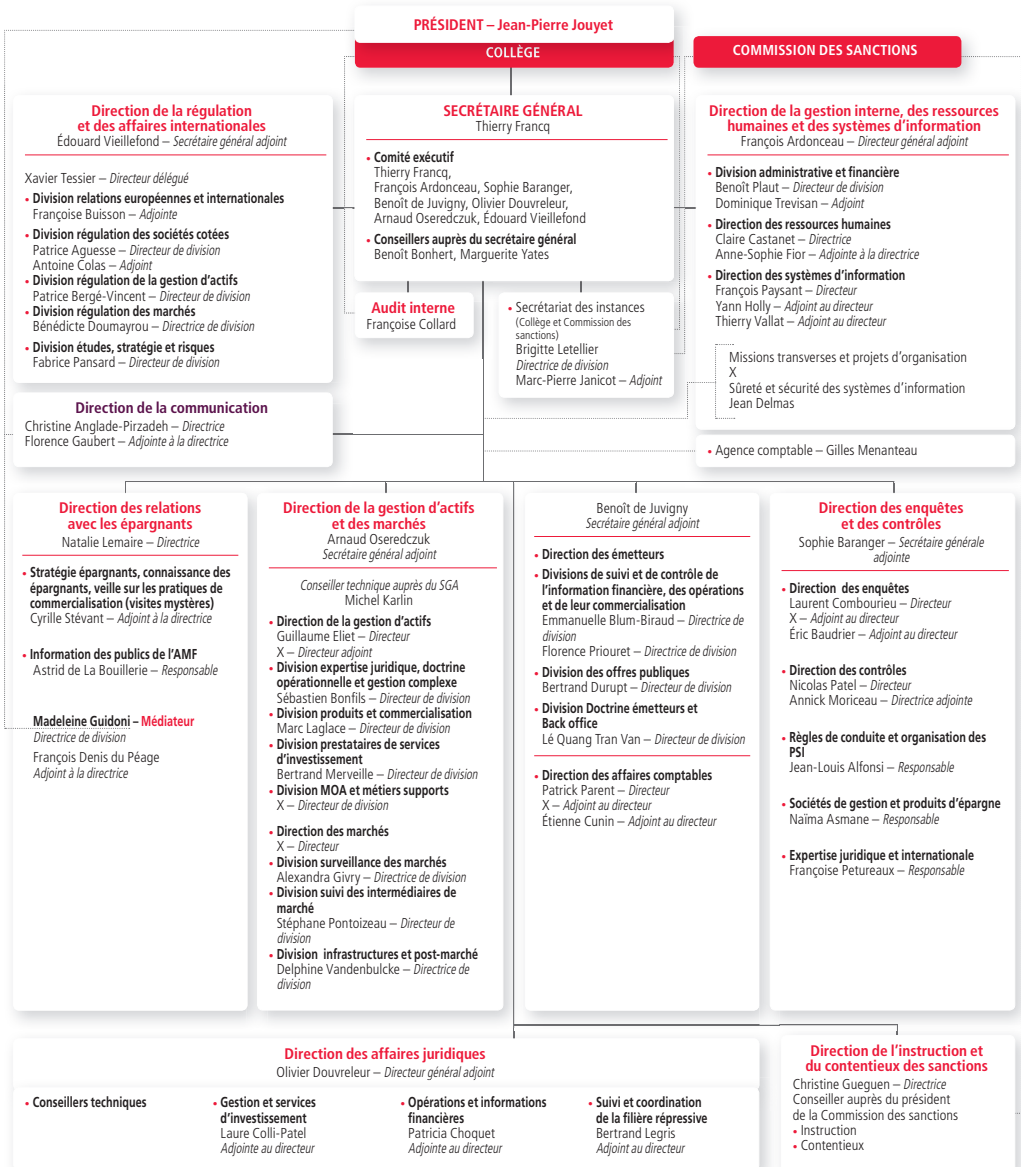 PRÉSIDENT – Jean-Pierre Jouyet
COLLÈGE
COMMISSION DES SANCTIONS
Direction de la régulation
et des affaires internationales
Édouard Vieillefond – Secrétaire général adjoint
Xavier Tessier – Directeur délégué
• Division relations européennes et internationales
Françoise Buisson – Adjointe
• Division régulation des sociétés cotées
Patrice Aguesse – Directeur de division
Antoine Colas – Adjoint
• Division régulation de la gestion d'actifs
Patrice Bergé-Vincent – Directeur de division
• Division régulation des marchés
Bénédicte Doumayrou – Directrice de division
• Division études, stratégie et risques
Fabrice Pansard – Directeur de division
SECRÉTAIRE GÉNÉRAL
Thierry Francq
• Comité exécutif
Thierry Francq,
François Ardonceau, Sophie Baranger,
Benoît de Juvigny, Olivier Douvreleur,
Arnaud Oseredczuk, Édouard Vieillefond
• Conseillers auprès du secrétaire général
Benoît Bonhert, Marguerite Yates
Direction de la gestion interne, des ressources
humaines et des systèmes d'information
François Ardonceau – Directeur général adjoint
• Division administrative et financière
Benoît Plaut – Directeur de division
Dominique Trevisan – Adjoint
• Direction des ressources humaines
Claire Castanet – Directrice
Anne-Sophie Fior – Adjointe à la directrice
• Direction des systèmes d'information
François Paysant – Directeur
Yann Holly – Adjoint au directeur
Thierry Vallat – Adjoint au directeur
Missions transverses et projets d'organisation
X
Sûreté et sécurité des systèmes d'information
Jean Delmas
Audit interne
Françoise Collard
• Secrétariat des instances
(Collège et Commission des
sanctions)
Brigitte Letellier
Directrice de division
Marc-Pierre Janicot – Adjoint
Direction de la communication
Christine Anglade-Pirzadeh – Directrice
Florence Gaubert – Adjointe à la directrice
• Agence comptable – Gilles Menanteau
Direction des relations
avec les épargnants
Natalie Lemaire – Directrice
• Stratégie épargnants, connaissance des
épargnants, veille sur les pratiques de
commercialisation (visites mystères)
Cyrille Stévant – Adjoint à la directrice
• Information des publics de l'AMF
Astrid de La Bouillerie – Responsable
Madeleine Guidoni – Médiateur
Directrice de division
François Denis du Péage
Adjoint à la directrice
Direction de la gestion d'actifs
et des marchés
Arnaud Oseredczuk
Secrétaire général adjoint
Conseiller technique auprès du SGA
Michel Karlin
• Direction de la gestion d'actifs
Guillaume Eliet – Directeur
X – Directeur adjoint
• Division expertise juridique, doctrine
opérationnelle et gestion complexe
Sébastien Bonfils – Directeur de division
• Division produits et commercialisation
Marc Laglace – Directeur de division
• Division prestataires de services
d'investissement
Bertrand Merveille – Directeur de division
• Division MOA et métiers supports
X – Directeur de division
• Direction des marchés
X – Directeur
• Division surveillance des marchés
Alexandra Givry – Directrice de division
• Division suivi des intermédiaires de
marché
Stéphane Pontoizeau – Directeur de
division
• Division infrastructures et post-marché
Delphine Vandenbulcke – Directrice de
division
Benoît de Juvigny
Secrétaire général adjoint
• Direction des émetteurs
• Divisions de suivi et de contrôle de
l'information financière, des opérations
et de leur commercialisation
Emmanuelle Blum-Biraud – Directrice de
division
Florence Priouret – Directrice de division
• Division des offres publiques
Bertrand Durupt – Directeur de division
• Division Doctrine émetteurs et
Back office
Lé Quang Tran Van – Directeur de division
• Direction des affaires comptables
Patrick Parent – Directeur
X – Adjoint au directeur
Étienne Cunin – Adjoint au directeur
Direction des enquêtes
et des contrôles
Sophie Baranger – Secrétaire générale
adjointe
• Direction des enquêtes
Laurent Combourieu – Directeur
X – Adjoint au directeur
Éric Baudrier – Adjoint au directeur
• Direction des contrôles
Nicolas Patel – Directeur
Annick Moriceau – Directrice adjointe
• Règles de conduite et organisation des
PSI
Jean-Louis Alfonsi – Responsable
• Sociétés de gestion et produits d'épargne
Naïma Asmane – Responsable
• Expertise juridique et internationale
Françoise Petureaux – Responsable
Direction des affaires juridiques
Olivier Douvreleur – Directeur général adjoint
• Conseillers techniques
• Gestion et services
d'investissement
Laure Colli-Patel
Adjointe au directeur
• Opérations et informations
financières
Patricia Choquet
Adjointe au directeur
• Suivi et coordination
de la filière répressive
Bertrand Legris
Adjoint au directeur
Direction de l'instruction et
du contentieux des sanctions
Christine Gueguen – Directrice
Conseiller auprès du président
de la Commission des sanctions
• Instruction
• Contentieux